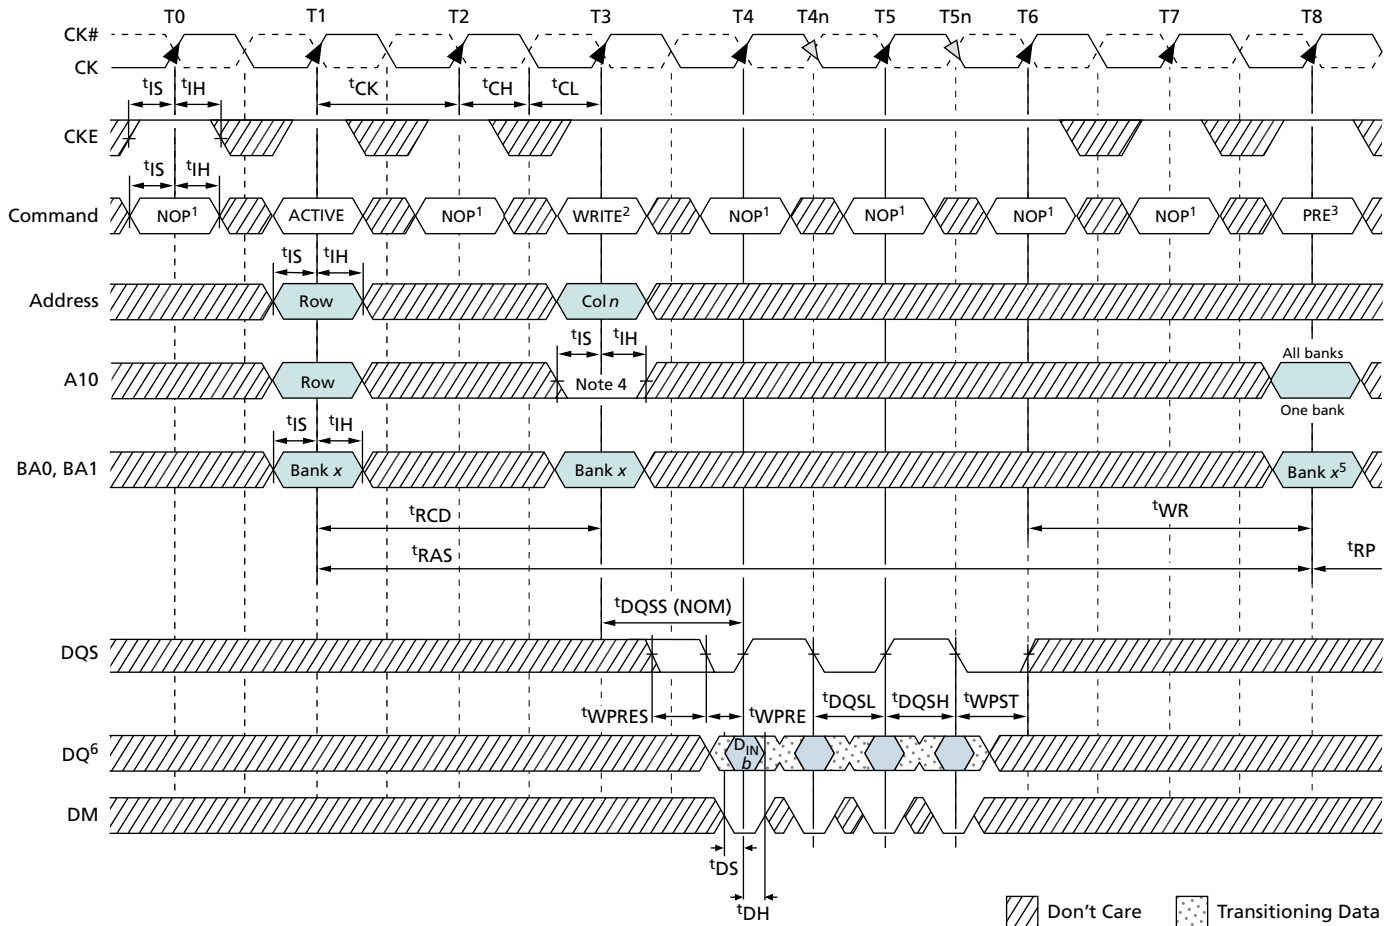 T0 T1 T2 T3 T4 T4n T5 T5n T6 T7 T8
CK#
CK
tIS tIH tCK tCH tCL
CKE
tIS tIH
Command NOP1 ACTIVE NOP1 WRITE2 NOP1 NOP1 NOP1 NOP1 PRE3
tIS tIH
Address Row Col n
tIS tIH
All banks
A10 Row Note 4
One bank
tIS tIH
BA0, BA1 Bank x Bank x Bank x5
tRCD tWR
tRAS tRP
tDQSS (NOM)
DQS
tWPRES tWPRE tDQSL tDQSH tWPST
DQ6 DIN
b
DM
tDS
tDH
Don't Care Transitioning Data